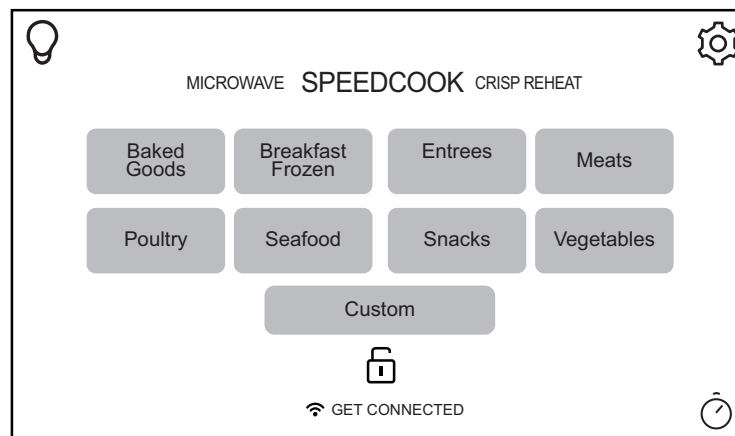 MICROWAVE SPEEDCOOK CRISP REHEAT
Baked
Goods
Breakfast
Frozen
Entrees
Meats
Poultry
Seafood
Snacks
Vegetables
Custom
GET CONNECTED